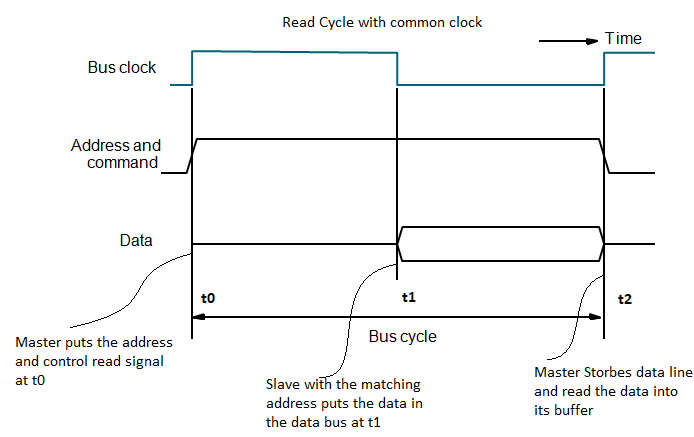 Read Cycle with common clock
Time
Bus clock
Address and
command
Data
t0
t1
t2
Bus cycle
Master puts the address
and control read signal
at t0
Slave with the matching
address puts the data in
the data bus at t1
Master Storbes data line
and read the data into
its buffer